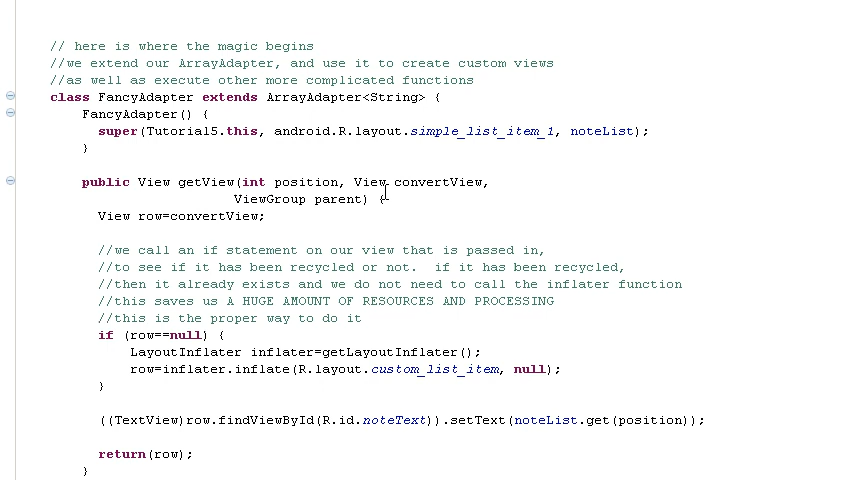 // here is where the magic begins
//we extend our ArrayAdapter, and use it to create custom views
//as well as execute other more complicated functions
class FancyAdapter extends ArrayAdapter<String> {
FancyAdapter() {
super(Tutorial5.this, android.R.layout.simple_list_item_1, noteList);
}
public View getView(int position, View convertView,
ViewGroup parent) {
View row=convertView;
//we call an if statement on our view that is passed in,
//to see if it has been recycled or not.  if it has been recycled,
//then it already exists and we do not need to call the inflater function
//this saves us A HUGE AMOUNT OF RESOURCES AND PROCESSING
//this is the proper way to do it
if (row==null) {
LayoutInflater inflater=getLayoutInflater();
row=inflater.inflate(R.layout.custom_list_item, null);
}
((TextView)row.findViewById(R.id.noteText)).setText(noteList.get(position));
return(row);
}